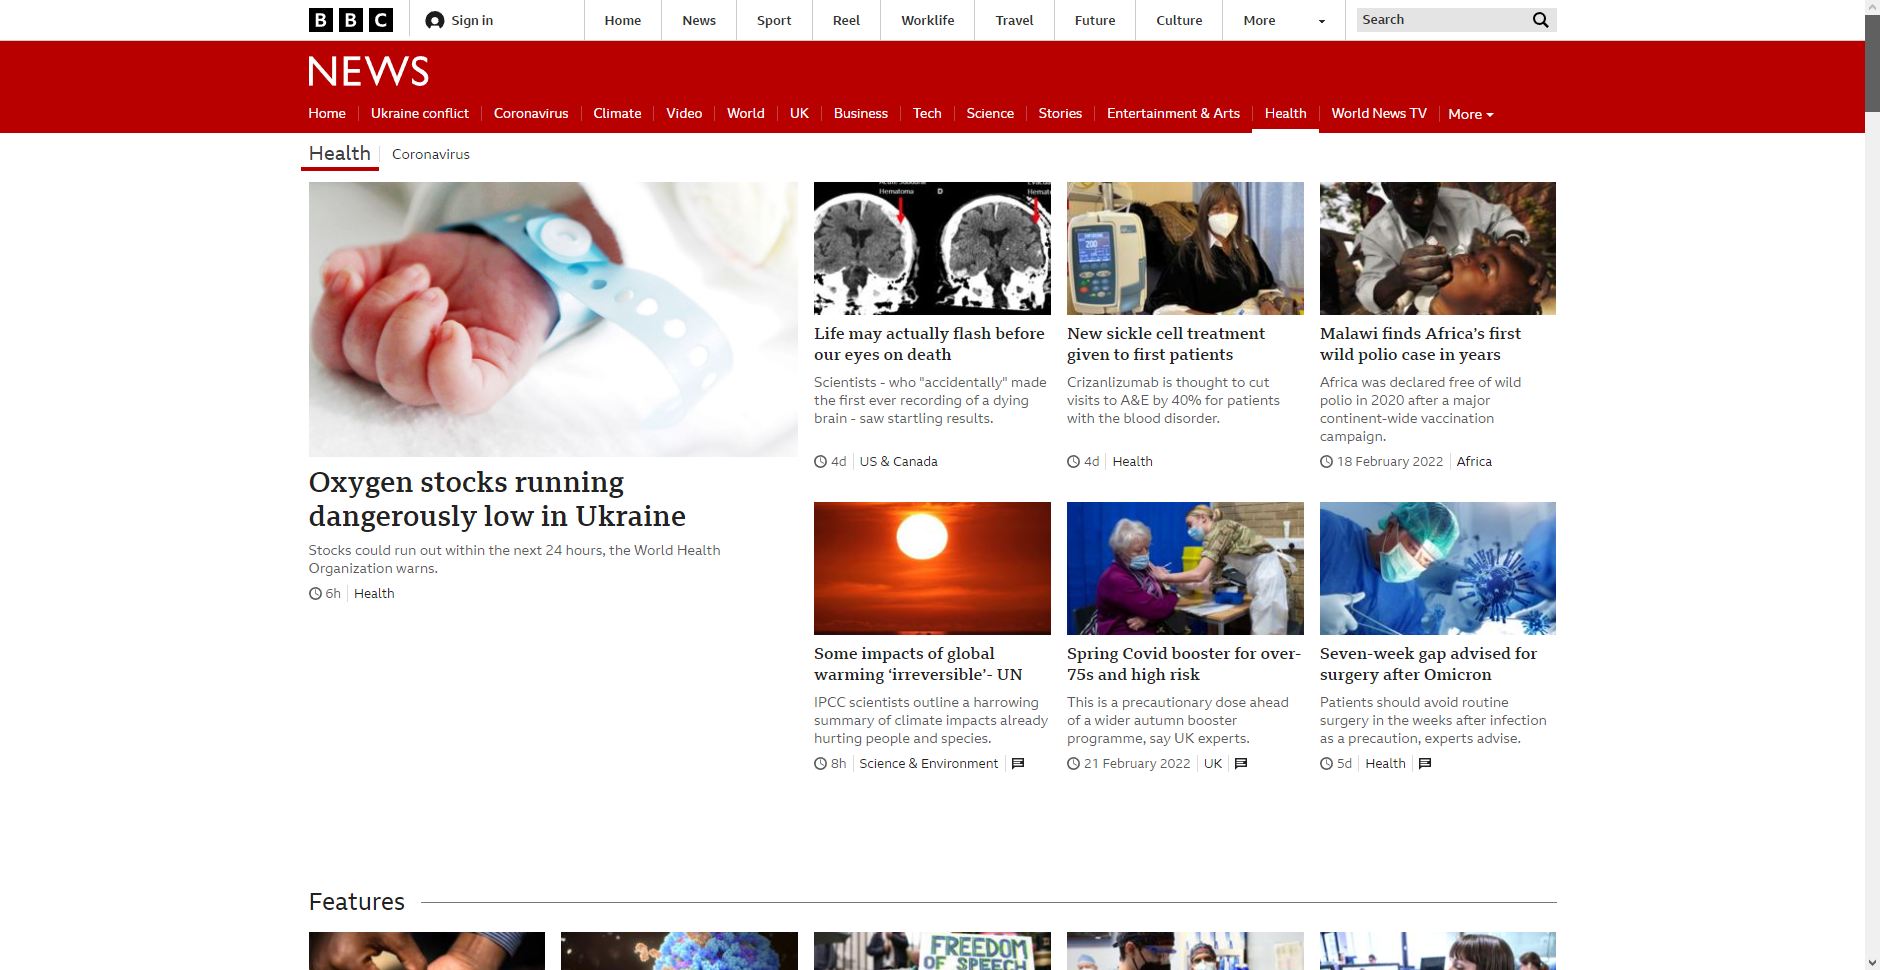 BBC
Sign in
Home
News
Sport
Reel
Worklife
Travel
Future
Culture
More
Search
NEWS
Home
Ukraine conflict
Coronavirus
Climate
Video
World
UK
Business
Tech
Science
Stories
Entertainment & Arts
Health
World News TV
More
Health
Coronavirus
Oxygen stocks running
dangerously low in Ukraine
Stocks could run out within the next 24 hours, the World Health
Organization warns.
6h
Health
Hematoma
D
Life may actually flash before
our eyes on death
Scientists - who "accidentally" made
the first ever recording of a dying
brain - saw startling results.
4d
US & Canada
200
New sickle cell treatment
given to first patients
Crizanlizumab is thought to cut
visits to A&E by 40% for patients
with the blood disorder.
4d
Health
Malawi finds Africa’s first
wild polio case in years
Africa was declared free of wild
polio in 2020 after a major
continent-wide vaccination
campaign.
18 February 2022
Africa
Some impacts of global
warming ‘irreversible’- UN
IPCC scientists outline a harrowing
summary of climate impacts already
hurting people and species.
8h
Science & Environment
Spring Covid booster for over-
75s and high risk
This is a precautionary dose ahead
of a wider autumn booster
programme, say UK experts.
21 February 2022
UK
Seven-week gap advised for
surgery after Omicron
Patients should avoid routine
surgery in the weeks after infection
as a precaution, experts advise.
5d
Health
Features
FREEDOM
OF SPEECH